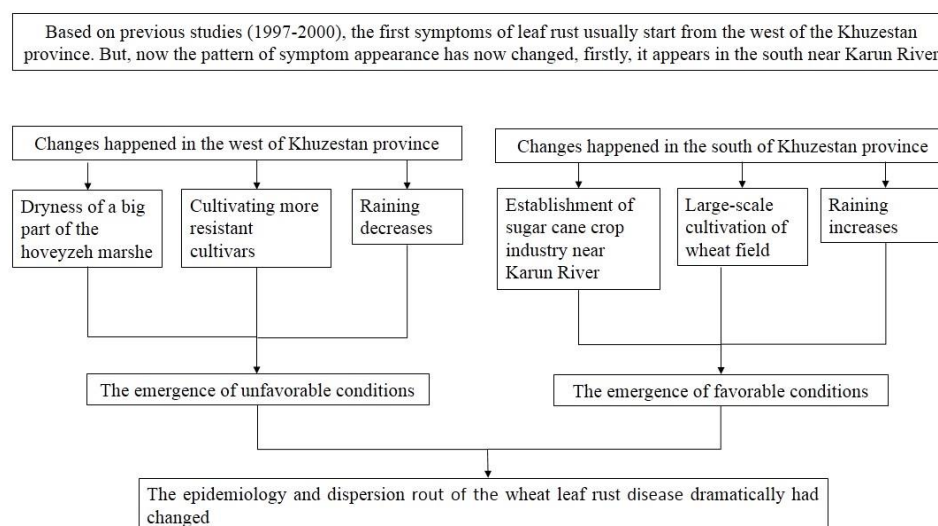 Based on previous studies (1997-2000), the first symptoms of leaf rust usually start from the west of the Khuzestan
province. But, now the pattern of symptom appearance has now changed, firstly, it appears in the south near Karun River
Changes happened in the west of Khuzestan province
Dryness of a big
part of the
hoveyzeh marshe
Cultivating more
resistant
cultivars
Raining
decreases
The emergence of unfavorable conditions
Changes happened in the south of Khuzestan province
Establishment of
sugar cane crop
industry near
Karun River
Large-scale
cultivation of
wheat field
Raining
increases
The emergence of favorable conditions
The epidemiology and dispersion rout of the wheat leaf rust disease dramatically had
changed